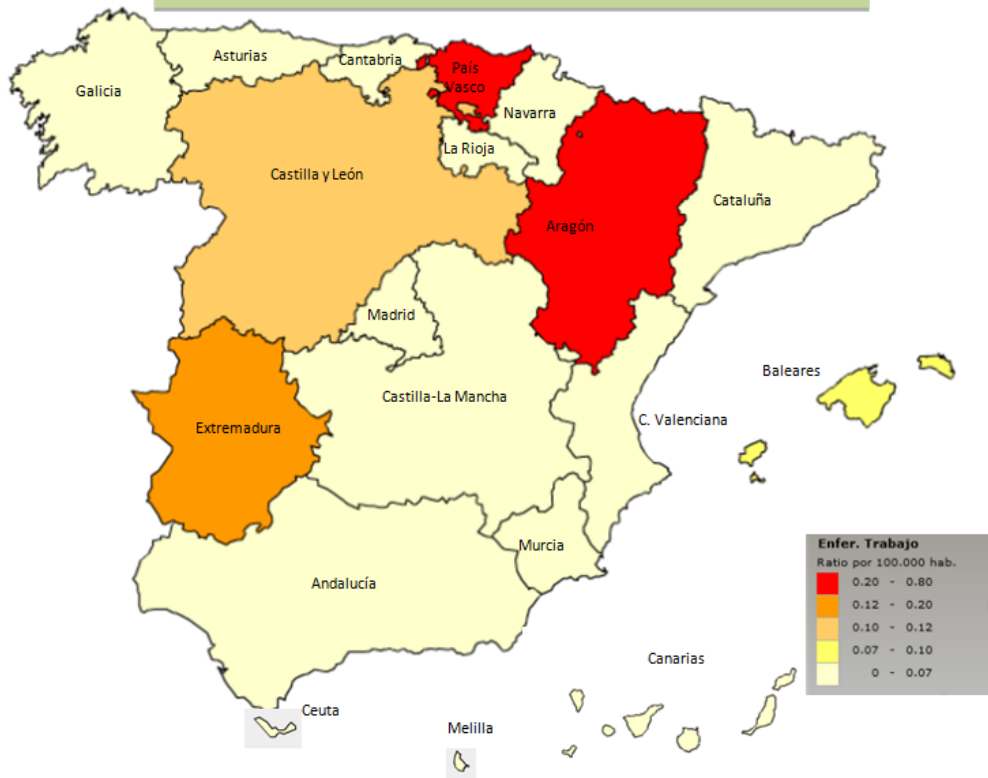 Asturias
Cantabria
País
Vasco
Galicia
Navarra
La Rioja
Castilla y León
Cataluña
Aragón
Madrid
Baleares
Castilla-La Mancha
C. Valenciana
Extremadura
Murcia
Andalucía
Enfer. Trabajo
Ratio por 100.000 hab.
0.20 - 0.80
0.12 - 0.20
0.10 - 0.12
0.07 - 0.10
0 - 0.07
Canarias
Ceuta
Melilla